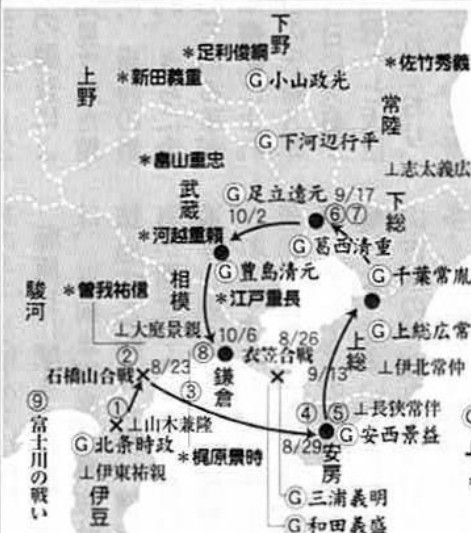 下野
＊足利俊綱
＊佐竹秀義
＊新田義重
上野
Ⓖ小山政光
常陸
Ⓖ下河辺行平
＊畠山重忠
⊥志太義広
武蔵
Ⓖ足立遠元
9/17
下総
10/2
⑥⑦
＊河越重頼
Ⓖ葛西清重
Ⓖ豊島清元
Ⓖ千葉常胤
駿河
＊曽我祐信
相模
＊江戸重長
⊥大庭景親
10/6
8/26
上総
Ⓖ上総広常
②
⑧
衣笠合戦
石橋山合戦
8/23
鎌倉
9/13
⊥伊北常仲
③
①
④⑤
⊥長狭常伴
⑨富士川の戦い
⊥山木兼隆
Ⓖ安西景益
Ⓖ北条時政
＊梶原景時
8/29
安房
⊥伊東祐親
伊豆
Ⓖ三浦義明
Ⓖ和田義盛